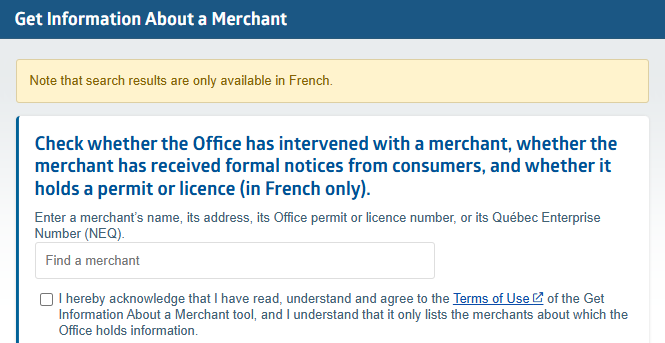 Get Information About a Merchant
Note that search results are only available in French.
Check whether the Office has intervened with a merchant, whether the
merchant has received formal notices from consumers, and whether it
holds a permit or licence (in French only).
Enter a merchant’s name, its address, its Office permit or licence number, or its Québec Enterprise
Number (NEQ).
Find a merchant
I hereby acknowledge that I have read, understand and agree to the Terms of Use of the Get
Information About a Merchant tool, and I understand that it only lists the merchants about which the
Office holds information.